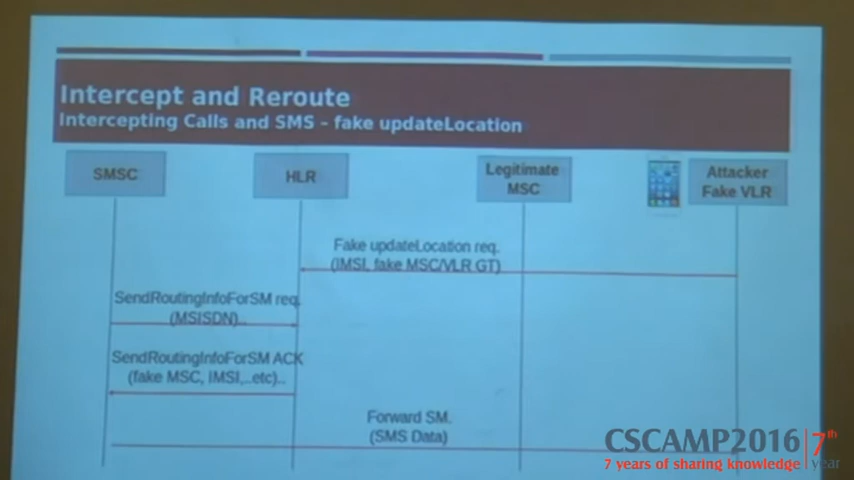 Intercept and Reroute
Intercepting Calls and SMS – fake updateLocation
SMSC
HLR
Legitimate
MSC
Attacker
Fake VLR
Fake updateLocation req.
(IMSI, fake MSC/VLR GT)
SendRoutingInfoForSM req.
(MSISDN)..
SendRoutingInfoForSM ACK
(fake MSC, IMSI,..etc)..
Forward SM.
(SMS Data)
CSCAMP2016 7th
7 years of sharing knowledge year